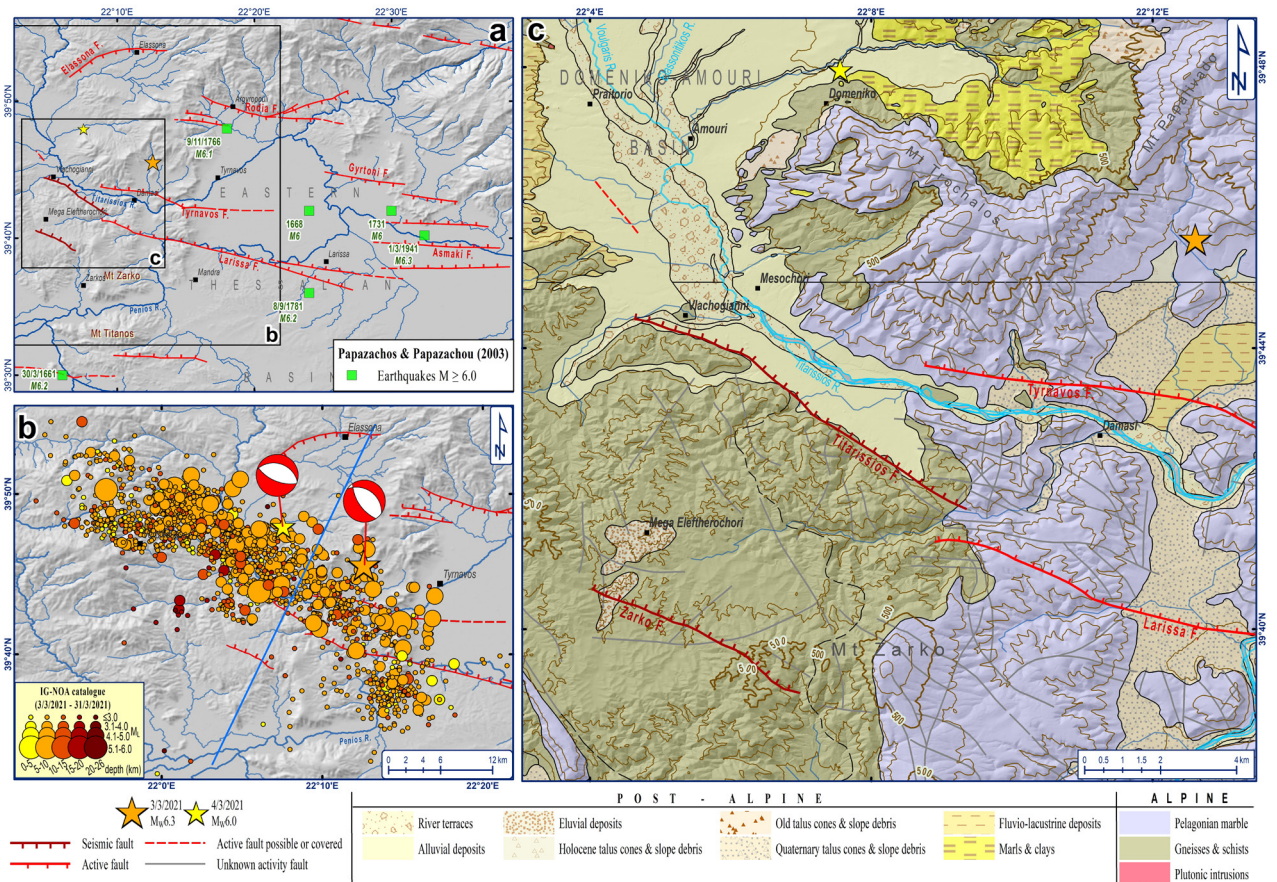 22°10'E
22°20'E
22°30'E
a
Elassona F.
Elassona
39°50'N
Argyropouli
Rodia F.
9/11/1766
M6.1
Vlachogianni
Tyrnavos
Gyrtoni F.
Damasi
Titarissios R.
E A S T E R N
Mega Eleftherochori
Tyrnavos F.
1668
M6
1731
M6
39°40'N
1/3/1941
M6.3
Asmaki F.
c
Larissa F.
Larissa
Zarkos
Mt Zarko
Mandra
T H E S S A L I A N
Penios R.
8/9/1781
M6.2
Mt Titanos
b
30/3/1661
M6.2
39°30'N
B A S I N
Papazachos & Papazachou (2003)
Earthquakes M ≥ 6.0
b
N
Elassona
39°50'N
Tyrnavos
39°40'N
IG-NOA catalogue
(3/3/2021 - 31/3/2021)
≤3.0
3.1-4.0
4.1-5.0
5.1-6.0
ML
0-5
5-10
10-15
15-20
20-26
depth (km)
Penios R.
0 2 4 6 12 km
22°0'E
22°10'E
22°20'E
22°4'E
22°8'E
22°12'E
c
N
Voulgaris R.
39°48'N
DOMENIKO-AMOURI
Praitorio
Domeniko
Amouri
BASIN
Mt Papalivado
500
500
Mesochori
Vlachogianni
39°44'N
Titarissios R.
Tyrnavos F.
Damasi
Titarissios F.
Mega Eleftherochori
500
Zarko F.
Larissa F.
39°40'N
500
500
500
Mt Zarko
500
500
0 0.5 1 1.5 2 4 km
3/3/2021
Mw6.3
4/3/2021
Mw6.0
Seismic fault
Active fault possible or covered
Active fault
Unknown activity fault
POST - ALPINE
River terraces
Eluvial deposits
Old talus cones & slope debris
Fluvio-lacustrine deposits
Alluvial deposits
Holocene talus cones & slope debris
Quaternary talus cones & slope debris
Marls & clays
ALPINE
Pelagonian marble
Gneisses & schists
Plutonic intrusions